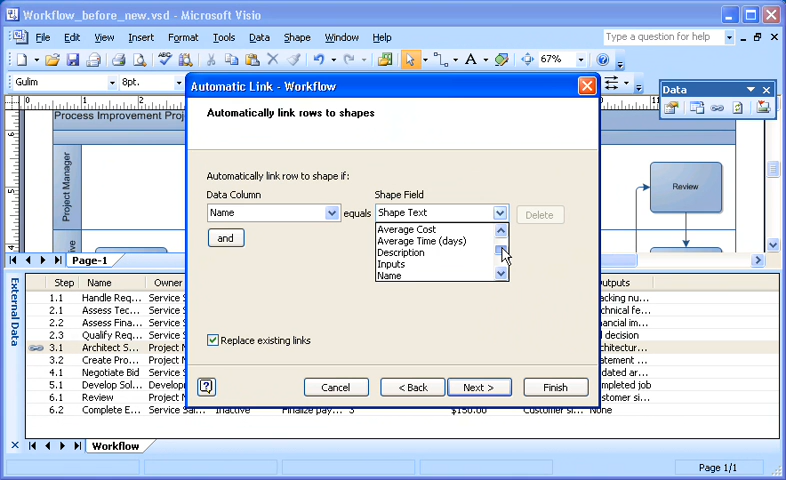 Workflow_before_new.vsd - Microsoft Visio
File Edit View Insert Format Tools Data Shape Window Help
Type a question for help
67%
Gulim 8pt.
Automatic Link - Workflow
Data
0 1 2 11
Process Improvement Proj
Automatically link rows to shapes
Project Manager
Review
Automatically link row to shape if:
Data Column Shape Field
Name equals Shape Text Delete
and
Average Cost
Average Time (days)
Description
Inputs
Name
Page-1
External Data
Step Name Owner utputs
1.1 Handle Req... Service S
2.1 Assess Tec... Service S
2.2 Assess Fina... Service S
2.3 Qualify Req... Service S
3.1 Architect S... Project M
3.2 Create Pro... Project M
4.1 Negotiate Bid Service S
5.1 Develop Sol... Develop
6.1 Review Project M
6.2 Complete E... Service Sa... Inactive Finalize pay... 3 $150.00 Customer si... None
Replace existing links
Cancel < Back Next > Finish
Workflow
Page 1/1